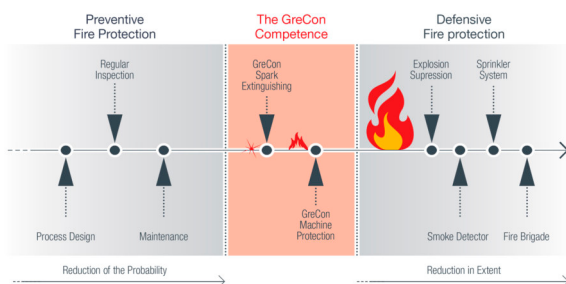 Preventive
Fire Protection
The GreCon
Competence
Defensive
Fire protection
Regular
Inspection
GreCon
Spark
Extinguishing
Explosion
Supression
Sprinkler
System
Process Design
Maintenance
GreCon
Machine
Protection
Smoke Detector
Fire Brigade
Reduction of the Probability
Reduction in Extent